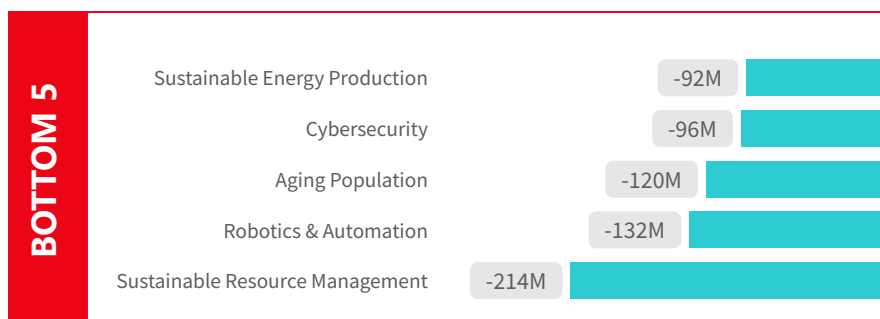 BOTTOM 5
Sustainable Energy Production -92M
Cybersecurity -96M
Aging Population -120M
Robotics & Automation -132M
Sustainable Resource Management -214M